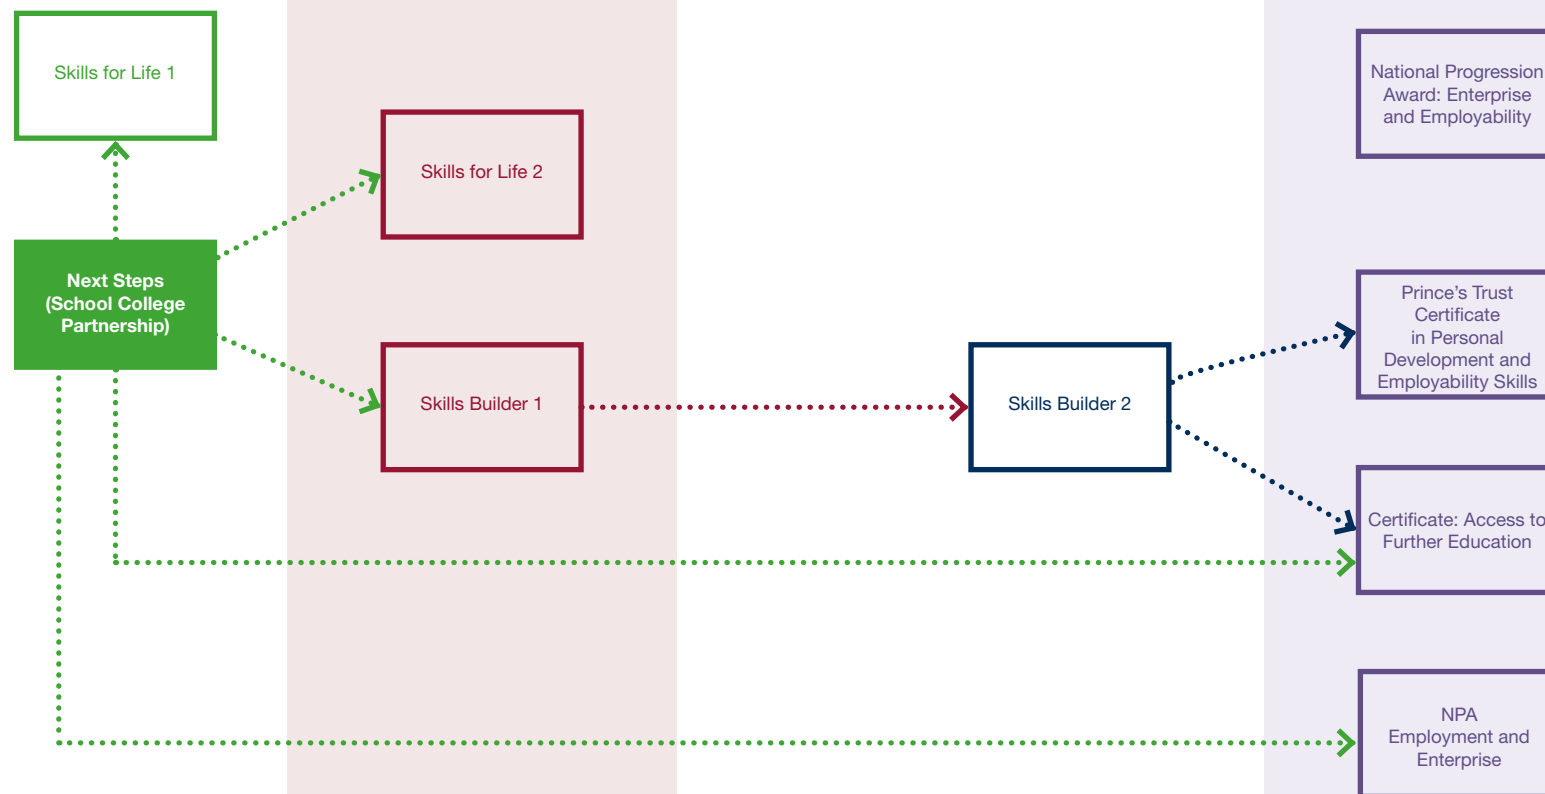 Skills for Life 1
National Progression
Award: Enterprise
and Employability
Skills for Life 2
Next Steps
(School College
Partnership)
Prince’s Trust
Certificate
in Personal
Development and
Employability Skills
Skills Builder 1
Skills Builder 2
Certificate: Access to
Further Education
NPA
Employment and
Enterprise